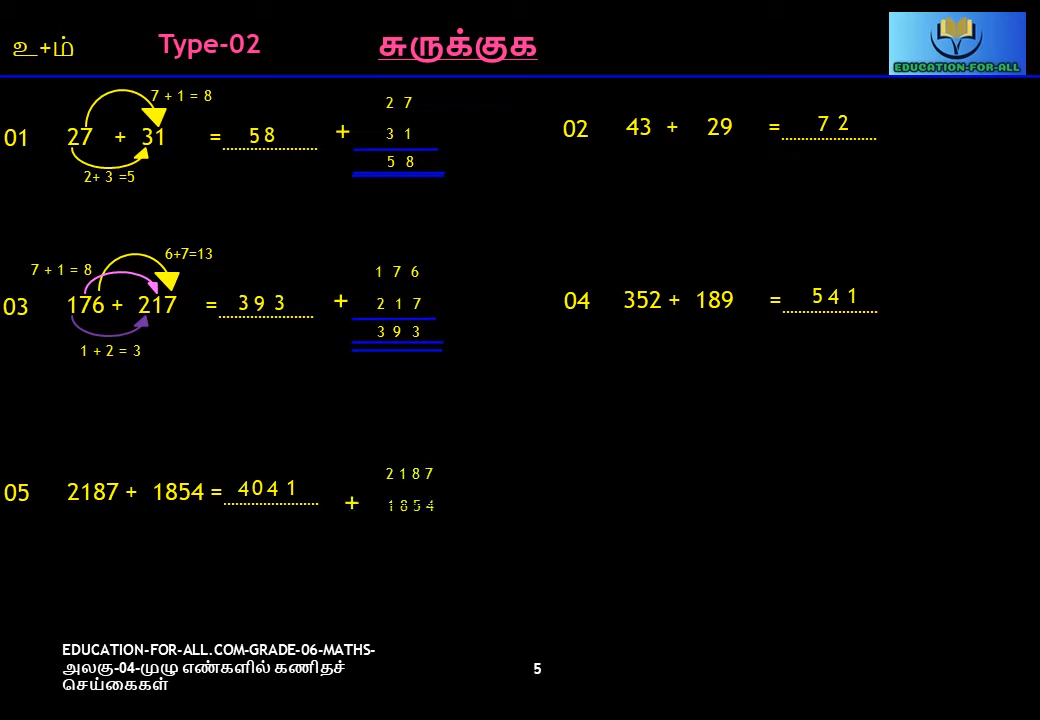 உ+ம்
Type-02
சுருக்குக
EDUCATION-FOR-ALL
7 + 1 = 8
01 27 + 31 = 58
2+ 3 =5
2 7
+ 3 1
5 8
02 43 + 29 = 7 2
6+7=13
7 + 1 = 8
03 176 + 217 = 3 9 3
1 + 2 = 3
1 7 6
+ 2 1 7
3 9 3
04 352 + 189 = 5 4 1
05 2187 + 1854 = 4 0 4 1
2 1 8 7
+ 1 8 5 4
EDUCATION-FOR-ALL.COM-GRADE-06-MATHS-
அலகு-04-முழு எண்களில் கணிதச்
செய்கைகள்
5